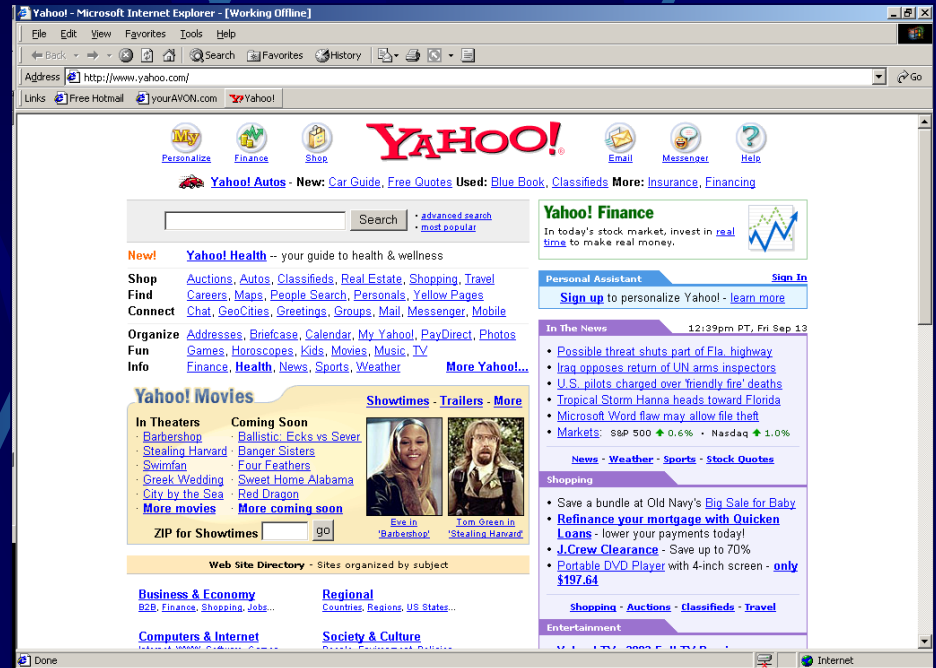 Yahoo! - Microsoft Internet Explorer - [Working Offline]
File Edit View Favorites Tools Help
Back Search Favorites History
Address http://www.yahoo.com/ Go
Links Free Hotmail yourAVON.com Yahoo!
My YAHOO!
Personalize Finance Shop Email Messenger Help
Yahoo! Autos - New: Car Guide, Free Quotes Used: Blue Book, Classifieds More: Insurance, Financing
Search · advanced search
· most popular
New! Yahoo! Health -- your guide to health & wellness
Shop Auctions, Autos, Classifieds, Real Estate, Shopping, Travel
Find Careers, Maps, People Search, Personals, Yellow Pages
Connect Chat, GeoCities, Greetings, Groups, Mail, Messenger, Mobile
Organize Addresses, Briefcase, Calendar, My Yahoo!, PayDirect, Photos
Fun Games, Horoscopes, Kids, Movies, Music, TV
Info Finance, Health, News, Sports, Weather More Yahoo!...
Yahoo! Movies Showtimes - Trailers - More
In Theaters Coming Soon
· Barbershop · Ballistic: Ecks vs Sever
· Stealing Harvard · Banger Sisters
· Swimfan · Four Feathers
· Greek Wedding · Sweet Home Alabama
· City by the Sea · Red Dragon
· More movies · More coming soon
ZIP for Showtimes go
Eve in
'Barbershop'
Tom Green in
'Stealing Harvard'
Web Site Directory - Sites organized by subject
Business & Economy Regional
B2B, Finance, Shopping, Jobs... Countries, Regions, US States...
Computers & Internet Society & Culture
Yahoo! Finance
In today's stock market, invest in real
time to make real money.
Personal Assistant Sign In
Sign up to personalize Yahoo! - learn more
In The News 12:39pm PT, Fri Sep 13
• Possible threat shuts part of Fla. highway
• Iraq opposes return of UN arms inspectors
• U.S. pilots charged over 'friendly fire' deaths
• Tropical Storm Hanna heads toward Florida
• Microsoft Word flaw may allow file theft
• Markets: S&P 500 0.6% • Nasdaq 1.0%
News - Weather - Sports - Stock Quotes
Shopping
• Save a bundle at Old Navy's Big Sale for Baby
• Refinance your mortgage with Quicken
Loans - lower your payments today!
• J.Crew Clearance - Save up to 70%
• Portable DVD Player with 4-inch screen - only
$197.64
Shopping - Auctions - Classifieds - Travel
Entertainment
Done Internet